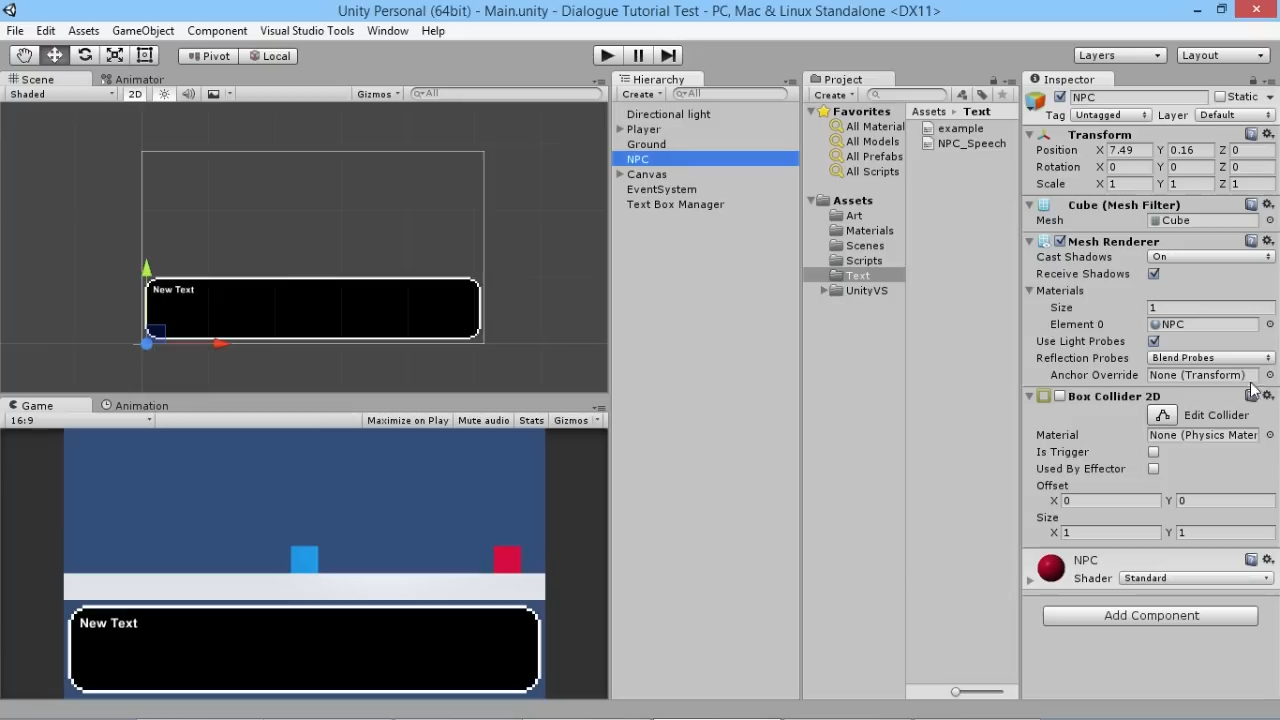 Unity Personal (64bit) - Main.unity - Dialogue Tutorial Test - PC, Mac & Linux Standalone <DX11>
File Edit Assets GameObject Component Visual Studio Tools Window Help
Pivot Local Layers Layout
Scene Animator
Shaded 2D Gizmos All
New Text
Game Animation
16:9 Maximize on Play Mute audio Stats Gizmos
New Text
Hierarchy
Create All
Directional light
Player
Ground
NPC
Canvas
EventSystem
Text Box Manager
Project
Create
Favorites
All Material
All Models
All Prefabs
All Scripts
Assets
Art
Materials
Scenes
Scripts
Text
UnityVS
Assets Text
example
NPC_Speech
Inspector
NPC Static
Tag Untagged Layer Default
Transform
Position X 7.49 Y 0.16 Z 0
Rotation X 0 Y 0 Z 0
Scale X 1 Y 1 Z 1
Cube (Mesh Filter)
Mesh Cube
Mesh Renderer
Cast Shadows On
Receive Shadows
Materials
Size 1
Element 0 NPC
Use Light Probes
Reflection Probes Blend Probes
Anchor Override None (Transform)
Box Collider 2D
Edit Collider
Material None (Physics Mater
Is Trigger
Used By Effector
Offset
X 0 Y 0
Size
X 1 Y 1
NPC
Shader Standard
Add Component